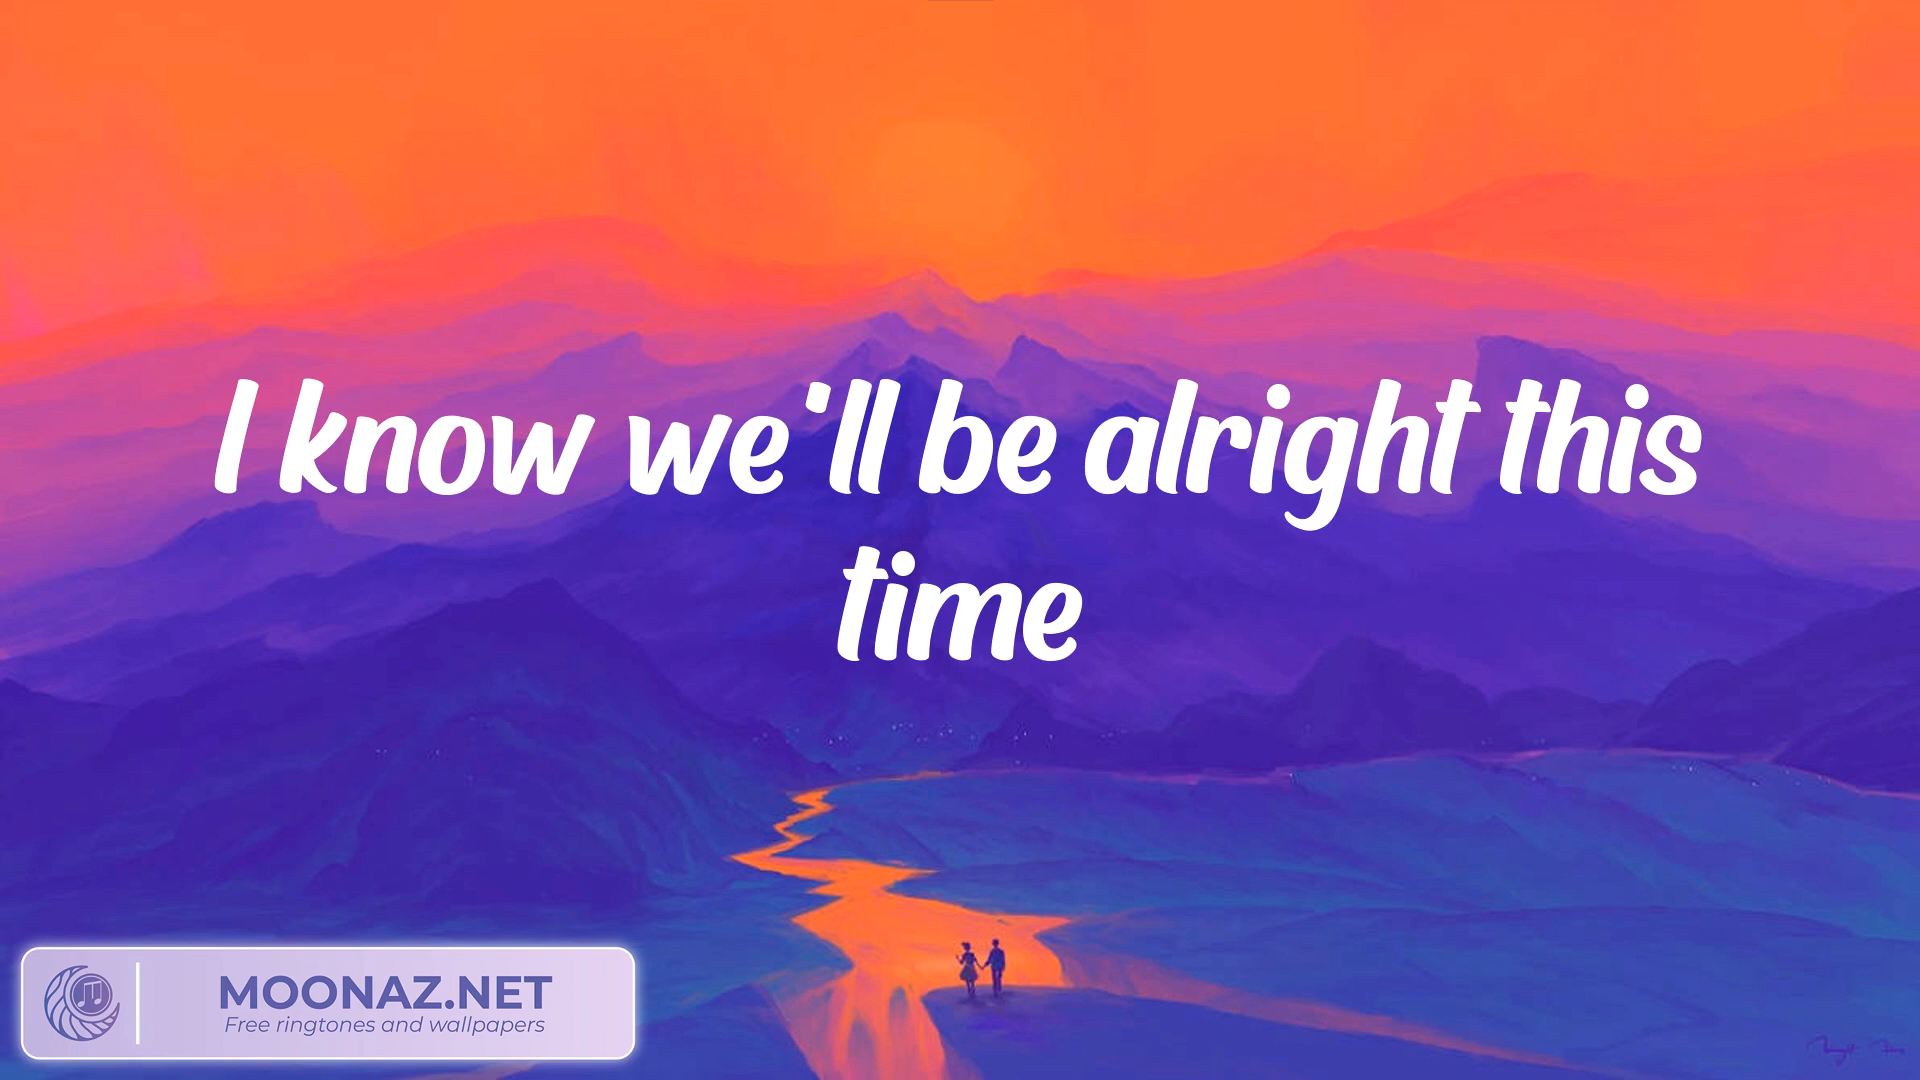 I know we'll be alright this
time
MOONAZ.NET
Free ringtones and wallpapers